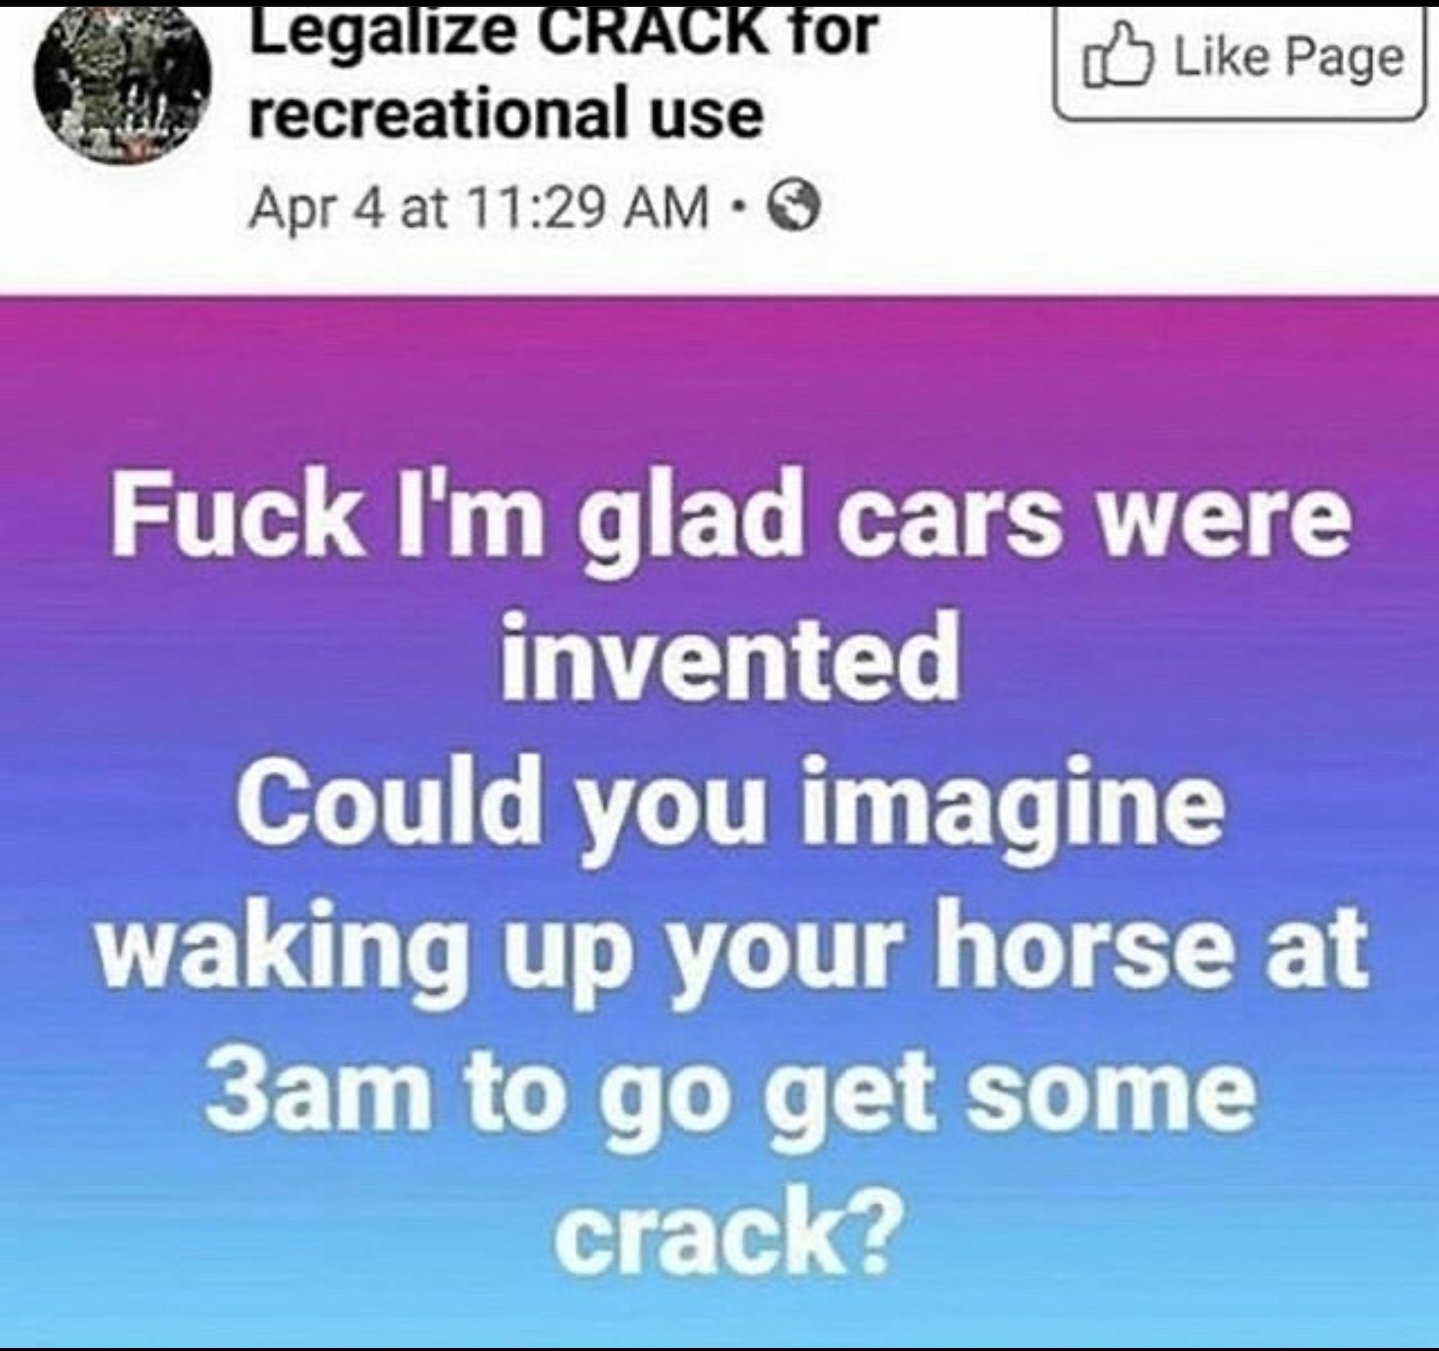 Legalize CRACK for
recreational use
Like Page
Apr 4 at 11:29 AM •
Fuck I'm glad cars were
invented
Could you imagine
waking up your horse at
3am to go get some
crack?